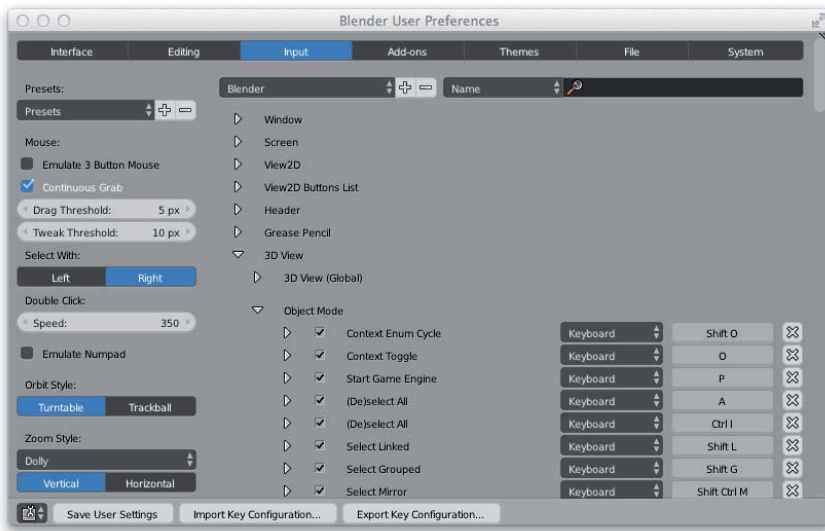 Blender User Preferences
Interface Editing Input Add-ons Themes File System
Presets:
Presets
Mouse:
Emulate 3 Button Mouse
Continuous Grab
Drag Threshold: 5 px
Tweak Threshold: 10 px
Select With:
Left Right
Double Click:
Speed: 350
Emulate Numpad
Orbit Style:
Turntable Trackball
Zoom Style:
Dolly
Vertical Horizontal
Blender Name
Window
Screen
View2D
View2D Buttons List
Header
Grease Pencil
3D View
3D View (Global)
Object Mode
Context Enum Cycle Keyboard Shift O
Context Toggle Keyboard O
Start Game Engine Keyboard P
(De)select All Keyboard A
(De)select All Keyboard Ctrl I
Select Linked Keyboard Shift L
Select Grouped Keyboard Shift G
Select Mirror Keyboard Shift Ctrl M
Save User Settings Import Key Configuration... Export Key Configuration...